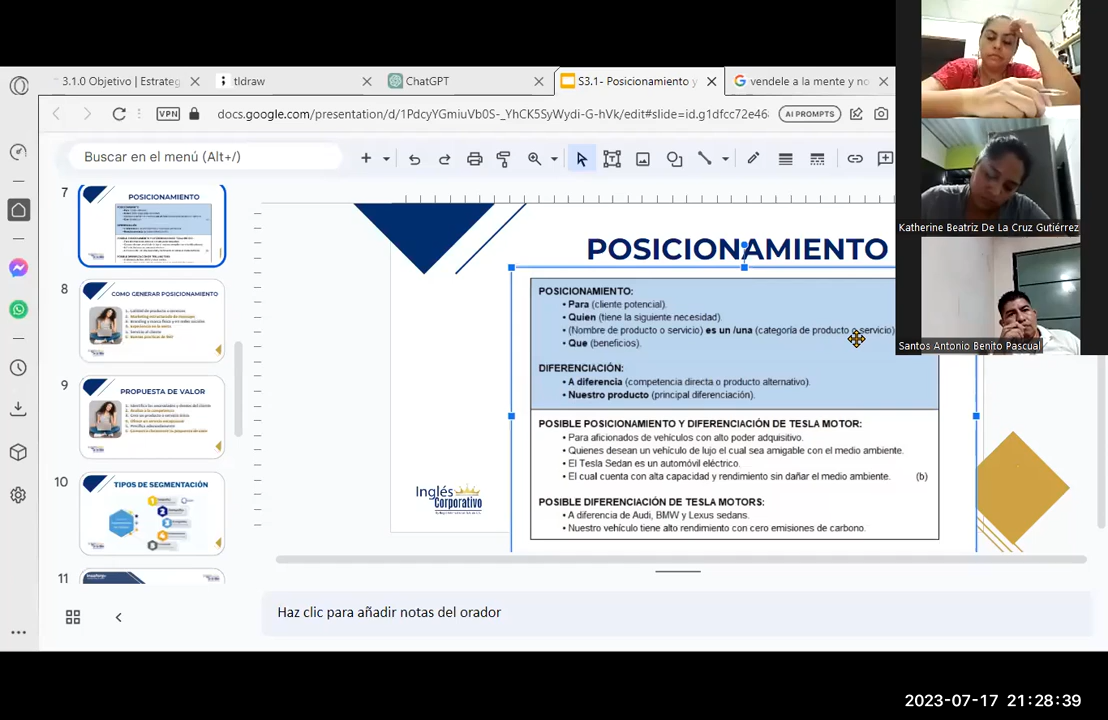 3.1.0 Objetivo | Estrateg
tldraw
ChatGPT
S3.1- Posicionamiento y
vendele a la mente y no
VPN
docs.google.com/presentation/d/1PdcyYGmiuVb0S-_YhCK5SyWydi-G-hVk/edit#slide=id.g1dfcc72e46
AI PROMPTS
Buscar en el menú (Alt+/)
7
POSICIONAMIENTO
8
COMO GENERAR POSICIONAMIENTO
9
PROPUESTA DE VALOR
10
TIPOS DE SEGMENTACIÓN
11
POSICIONAMIENTO
POSICIONAMIENTO:
• Para (cliente potencial).
• Quien (tiene la siguiente necesidad).
• (Nombre de producto o servicio) es un /una (categoría de producto o servicio)
• Que (beneficios).
DIFERENCIACIÓN:
• A diferencia (competencia directa o producto alternativo).
• Nuestro producto (principal diferenciación).
POSIBLE POSICIONAMIENTO Y DIFERENCIACIÓN DE TESLA MOTOR:
• Para aficionados de vehículos con alto poder adquisitivo.
• Quienes desean un vehículo de lujo el cual sea amigable con el medio ambiente.
• El Tesla Sedan es un automóvil eléctrico.
• El cual cuenta con alta capacidad y rendimiento sin dañar el medio ambiente. (b)
POSIBLE DIFERENCIACIÓN DE TESLA MOTORS:
• A diferencia de Audi, BMW y Lexus sedans.
• Nuestro vehículo tiene alto rendimiento con cero emisiones de carbono.
Inglés
Corporativo
Haz clic para añadir notas del orador
Katherine Beatriz De La Cruz Gutiérrez
Santos Antonio Benito Pascual
2023-07-17 21:28:39